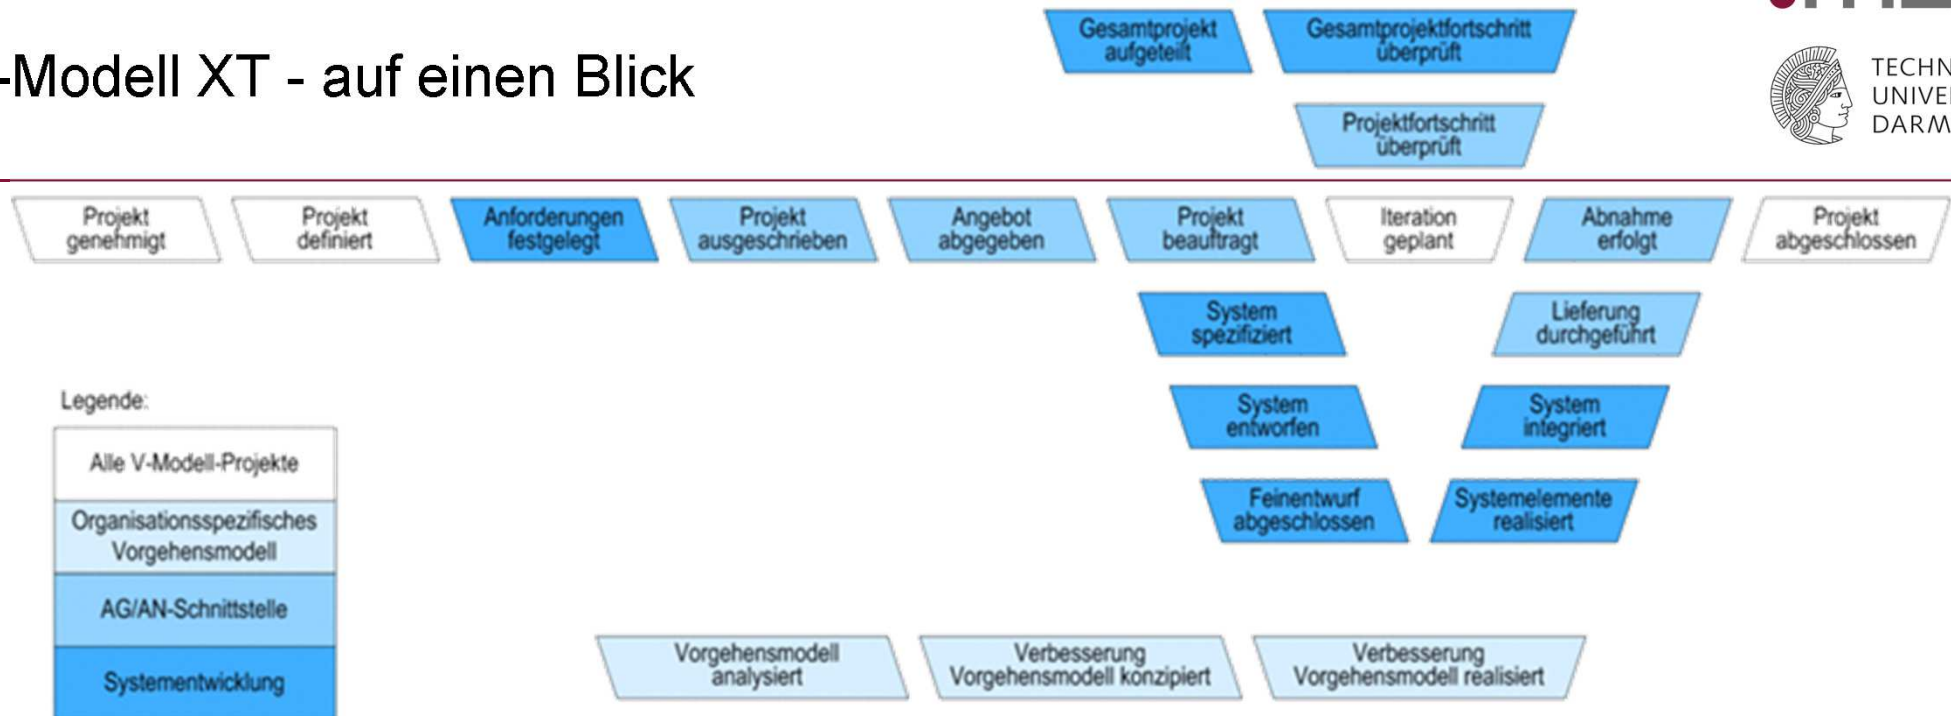 -Modell XT - auf einen Blick
Gesamtprojekt
aufgeteilt
Gesamtprojektfortschritt
überprüft
Projektfortschritt
überprüft
TECHN
UNIVE
DARM
Projekt
genehmigt
Projekt
definiert
Anforderungen
festgelegt
Projekt
ausgeschrieben
Angebot
abgegeben
Projekt
beauftragt
Iteration
geplant
Abnahme
erfolgt
Projekt
abgeschlossen
System
spezifiziert
Lieferung
durchgeführt
System
entworfen
System
integriert
Feinentwurf
abgeschlossen
Systemelemente
realisiert
Legende:
Alle V-Modell-Projekte
Organisationsspezifisches
Vorgehensmodell
AG/AN-Schnittstelle
Systementwicklung
Vorgehensmodell
analysiert
Verbesserung
Vorgehensmodell konzipiert
Verbesserung
Vorgehensmodell realisiert